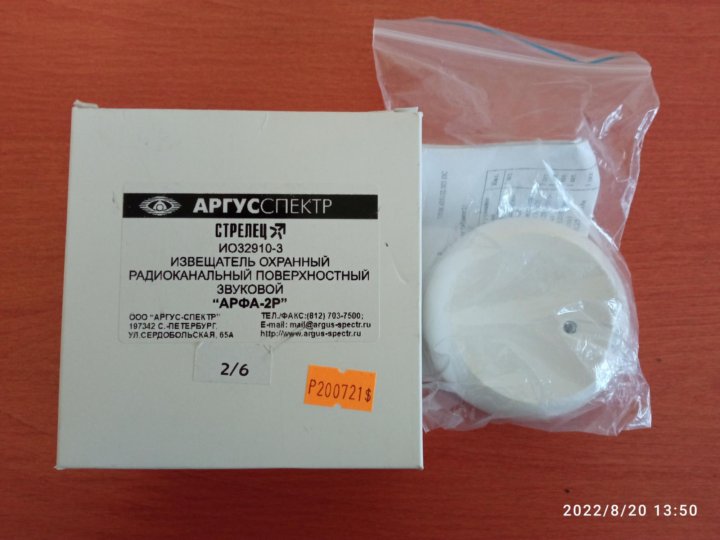 АРГУССПЕКТР
СТРЕЛЕЦ
ИО32910-3
ИЗВЕЩАТЕЛЬ ОХРАННЫЙ
РАДИОКАНАЛЬНЫЙ ПОВЕРХНОСТНЫЙ
ЗВУКОВОЙ
"АРФА-2Р"
ООО "АРГУС-СПЕКТР" ТЕЛ./ФАКС:(812) 703-7500;
197342 С.-ПЕТЕРБУРГ, E-mail: mail@argus-spectr.ru
УЛ.СЕРДОБОЛЬСКАЯ, 65А http://www.argus-spectr.ru
2/6
P200721$
2022/8/20 13:50